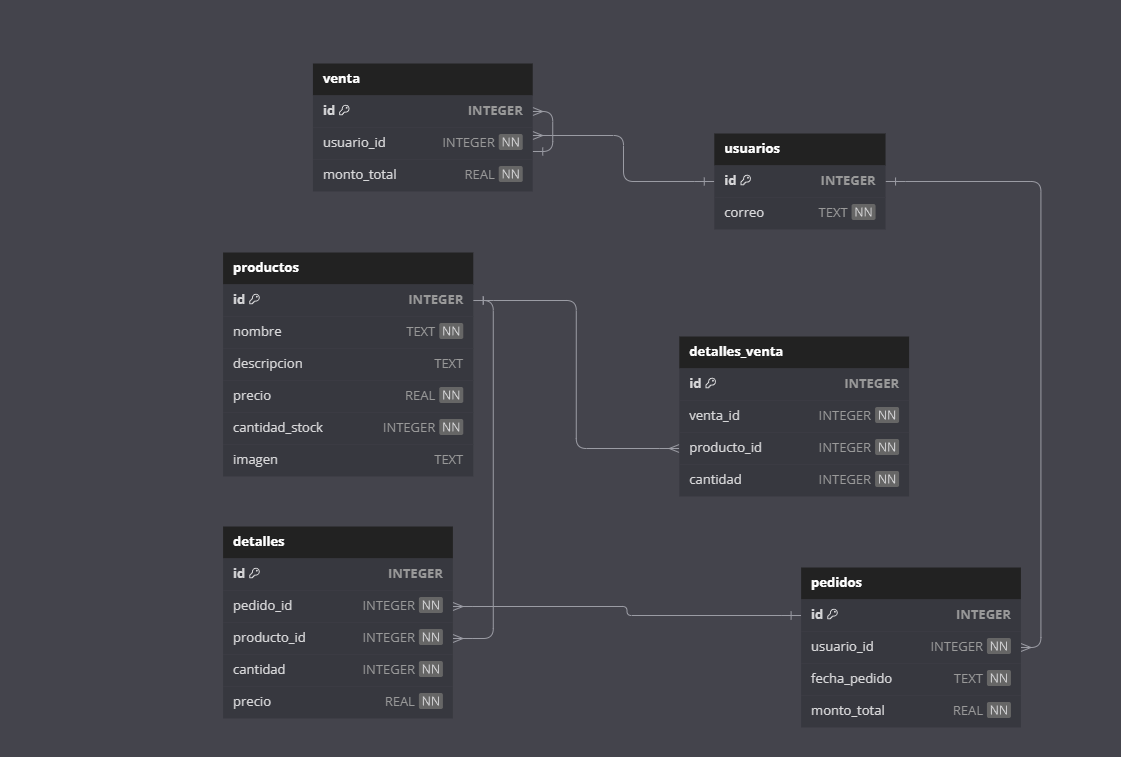 venta
id INTEGER
usuario_id INTEGER NN
monto_total REAL NN
usuarios
id INTEGER
correo TEXT NN
productos
id INTEGER
nombre TEXT NN
descripcion TEXT
precio REAL NN
cantidad_stock INTEGER NN
imagen TEXT
detalles_venta
id INTEGER
venta_id INTEGER NN
producto_id INTEGER NN
cantidad INTEGER NN
detalles
id INTEGER
pedido_id INTEGER NN
producto_id INTEGER NN
cantidad INTEGER NN
precio REAL NN
pedidos
id INTEGER
usuario_id INTEGER NN
fecha_pedido TEXT NN
monto_total REAL NN